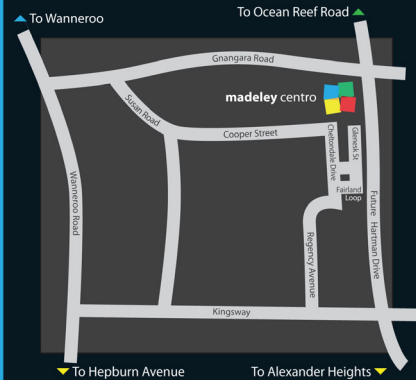 To Wanneroo
To Ocean Reef Road
Gnangara Road
madeley centro
Susan Road
Cooper Street
Cheltondale Drive
Glenesk St
Fairland
Loop
Wanneroo Road
Regency Avenue
Future Hartman Drive
Kingsway
To Hepburn Avenue
To Alexander Heights